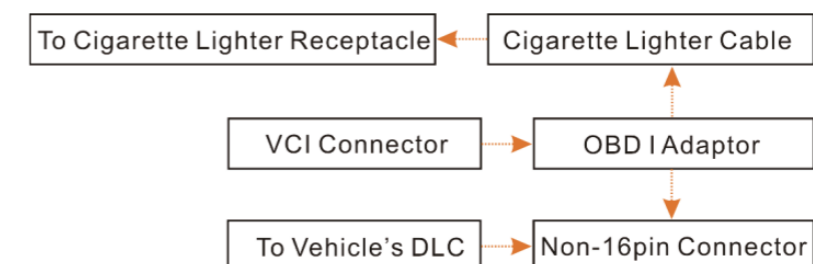 To Cigarette Lighter Receptacle
Cigarette Lighter Cable
VCI Connector
OBD I Adaptor
To Vehicle's DLC
Non-16pin Connector